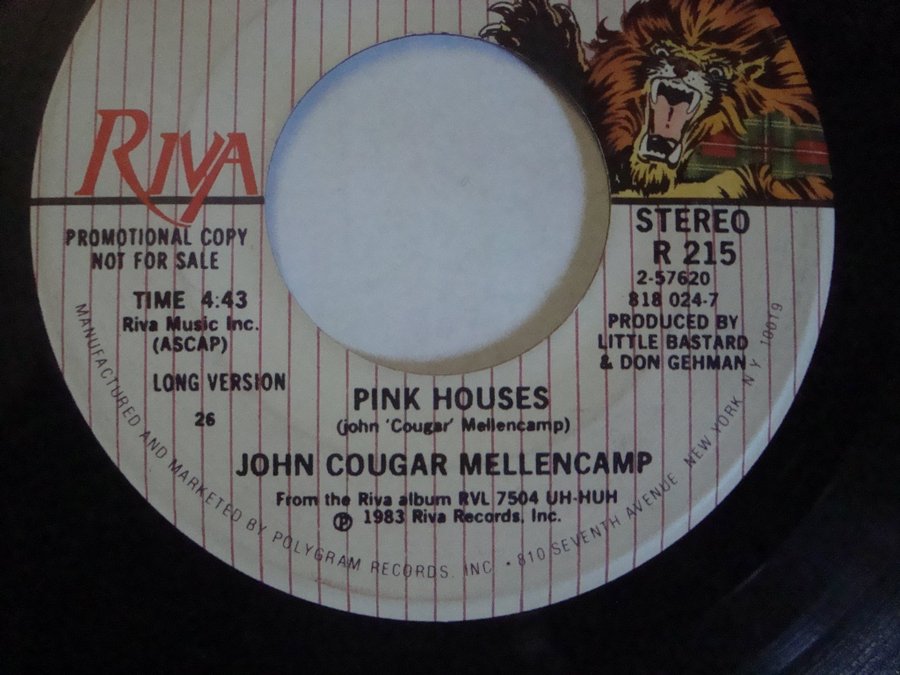 RIVA
PROMOTIONAL COPY
NOT FOR SALE
TIME 4:43
Riva Music Inc.
(ASCAP)
LONG VERSION
26
STEREO
R 215
2-57620
818 024-7
PRODUCED BY
LITTLE BASTARD
& DON GEHMAN
PINK HOUSES
(john 'Cougar' Mellencamp)
JOHN COUGAR MELLENCAMP
From the Riva album RVL 7504 UH-HUH
℗ 1983 Riva Records, Inc.
MANUFACTURED AND MARKETED BY POLYGRAM RECORDS, INC • 810 SEVENTH AVENUE, NEW YORK, N Y 10019